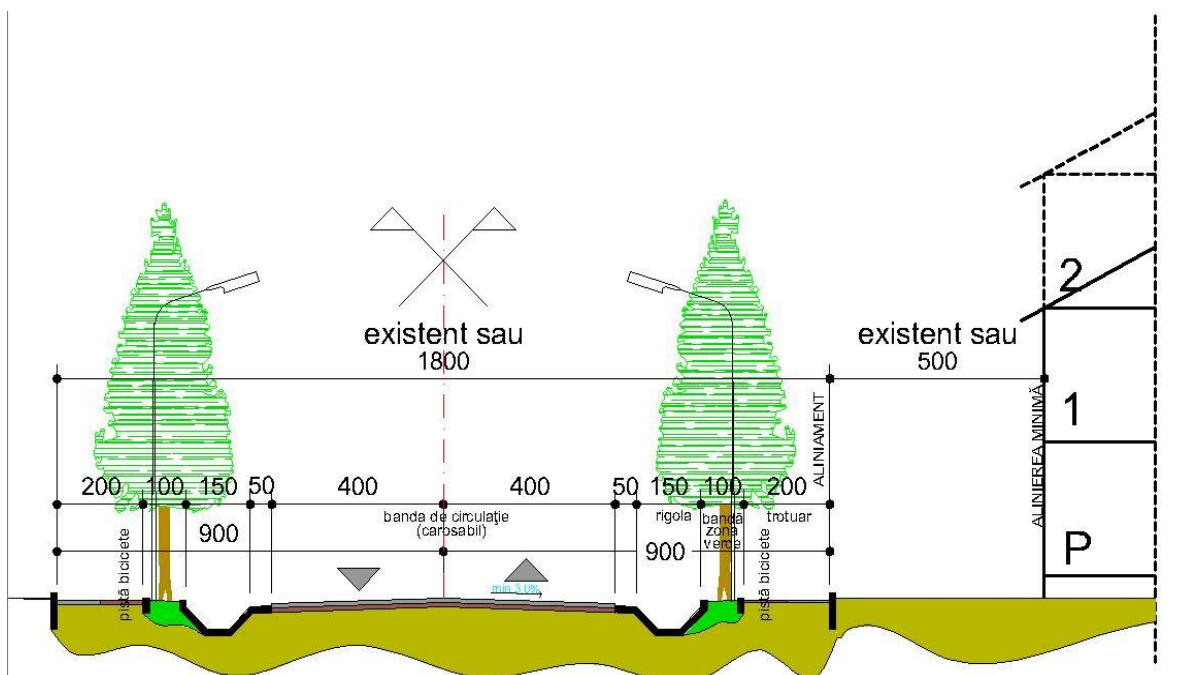 2
existent sau
1800
existent sau
500
ALINIAMENT
ALINIEREA MINIMĂ
1
200 100 150 50 400 400 50 150 100 200
banda de circulaţie
(carosabil)
rigola
bandă
zonă
verde
trotuar
900
900
pistă biciclete
pistă biciclete
P
min 3.0%